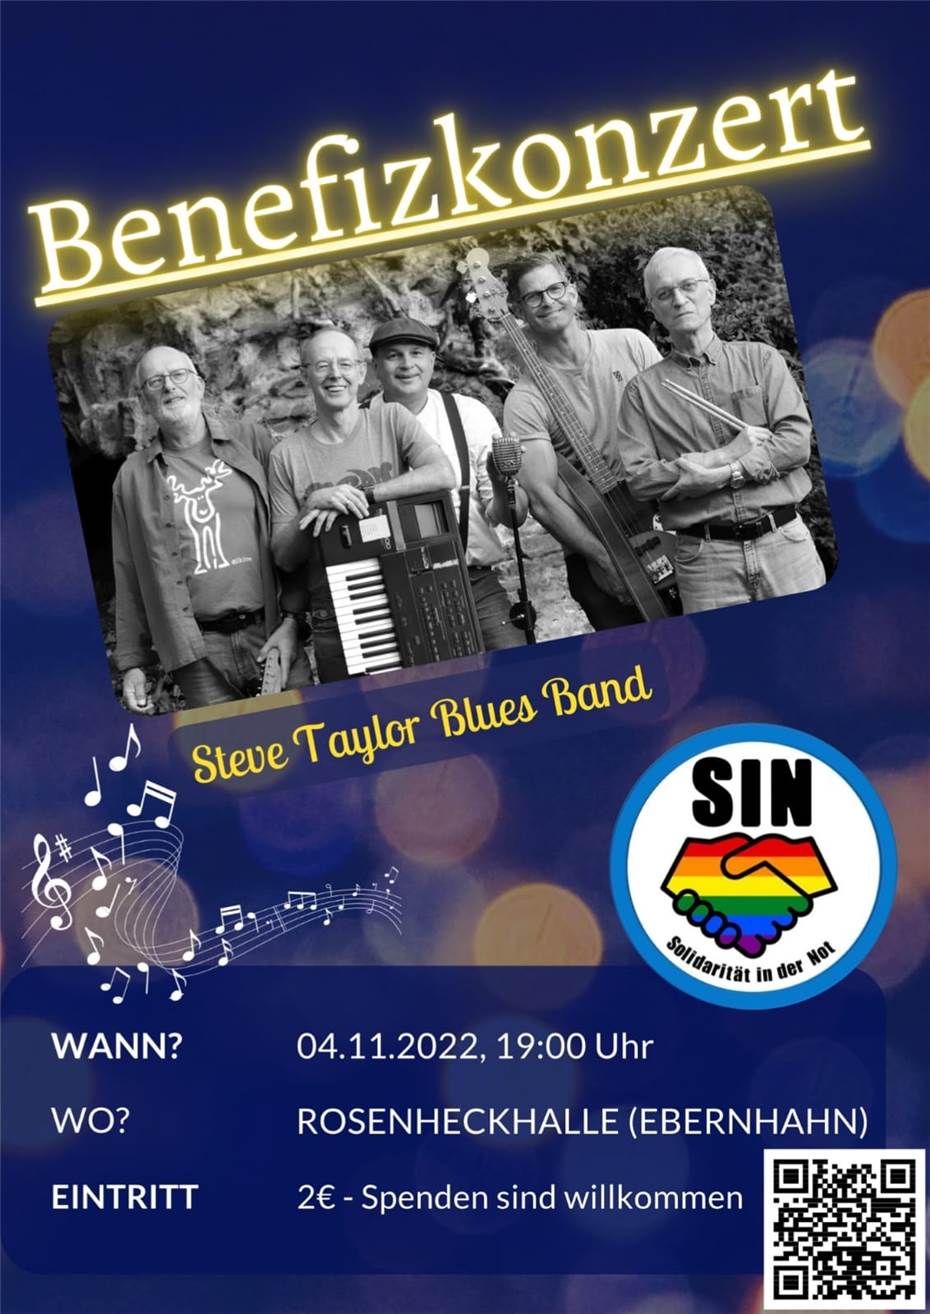 Benefizkonzert
Steve Taylor Blues Band
SIN
Solidarität in der Not
WANN? 04.11.2022, 19:00 Uhr
WO? ROSENHECKHALLE (EBERNHAHN)
EINTRITT 2€ - Spenden sind willkommen